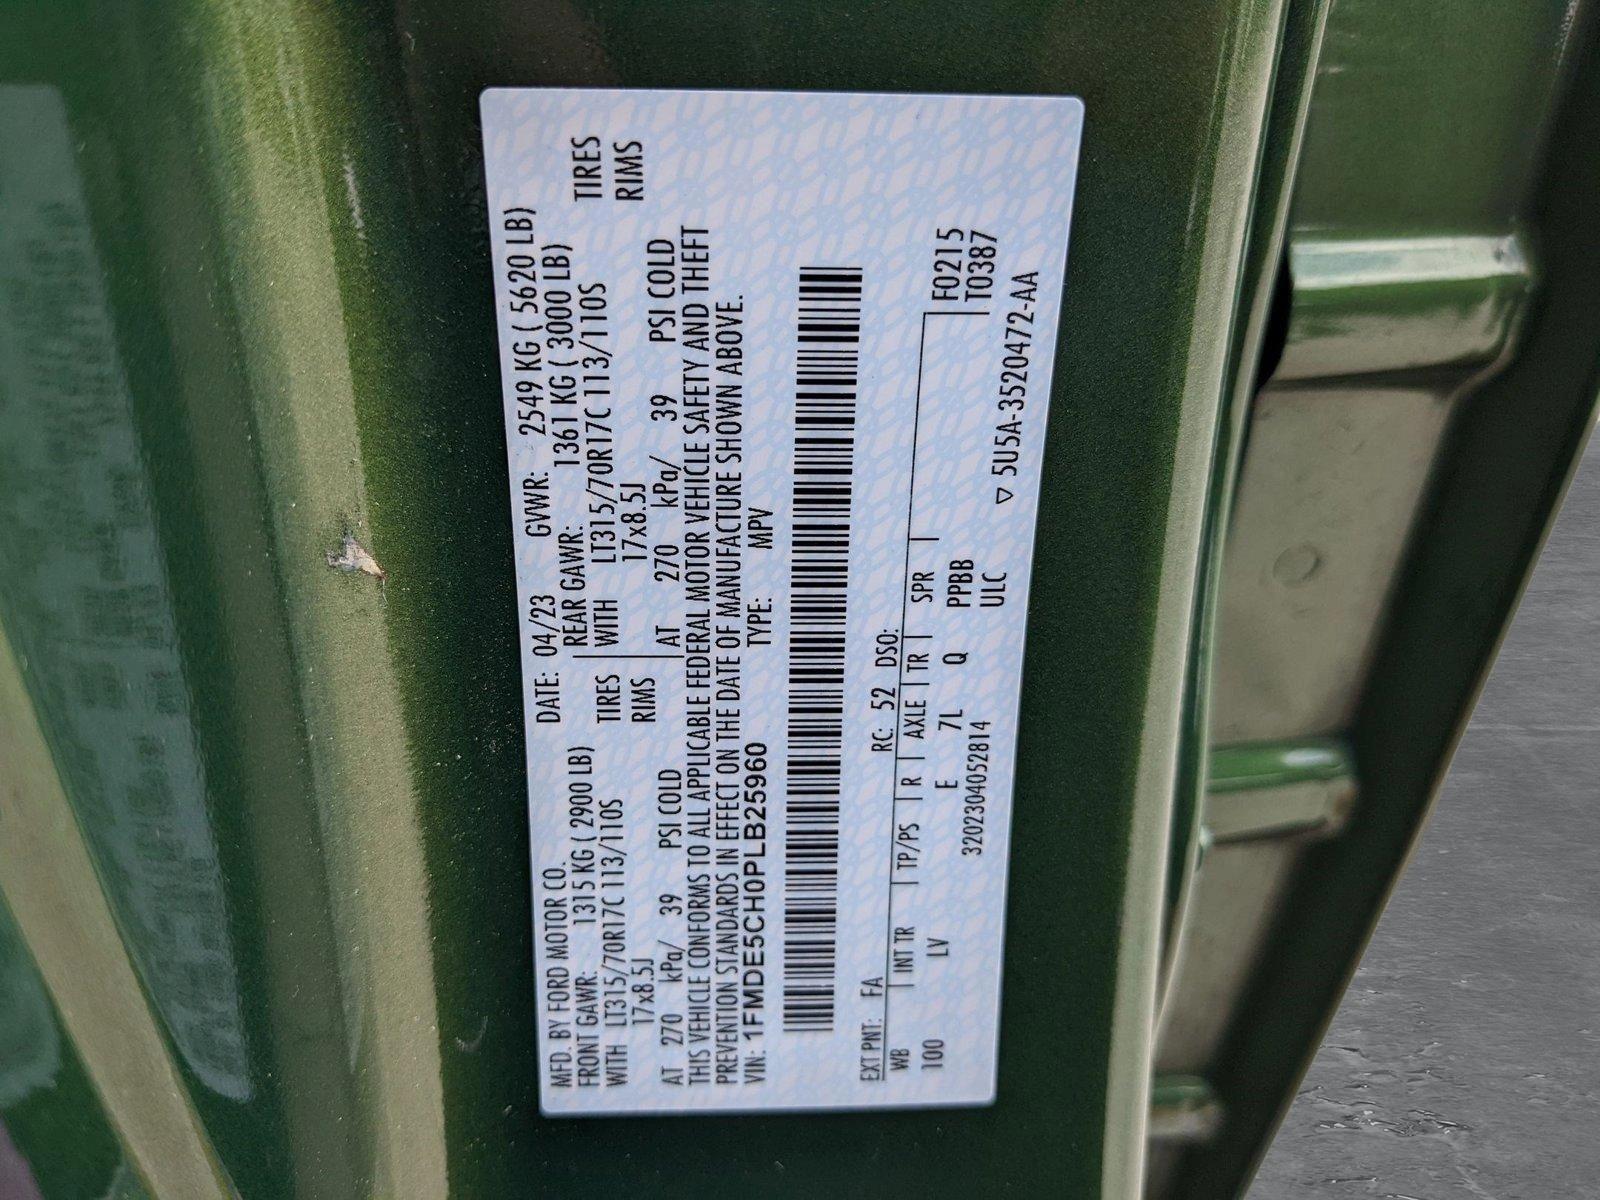 MFD. BY FORD MOTOR CO. DATE: 04/23 GVWR: 2549 KG ( 5620 LB)
FRONT GAWR: 1315 KG ( 2900 LB) REAR GAWR: 1361 KG ( 3000 LB)
WITH LT315/70R17C 113/110S TIRES WITH LT315/70R17C 113/110S TIRES
17x8.5J RIMS 17x8.5J RIMS
AT 270 kPa/ 39 PSI COLD AT 270 kPa/ 39 PSI COLD
THIS VEHICLE CONFORMS TO ALL APPLICABLE FEDERAL MOTOR VEHICLE SAFETY AND THEFT
PREVENTION STANDARDS IN EFFECT ON THE DATE OF MANUFACTURE SHOWN ABOVE.
VIN: 1FMDE5CH0PLB25960 TYPE: MPV
EXT PNT: FA RC: 52 DSO:
WB INT TR TP/PS R AXLE TR SPR F0215
100 LV E 7L Q PPBB T0387
3202304052814 ULC
▽ 5U5A-3520472-AA